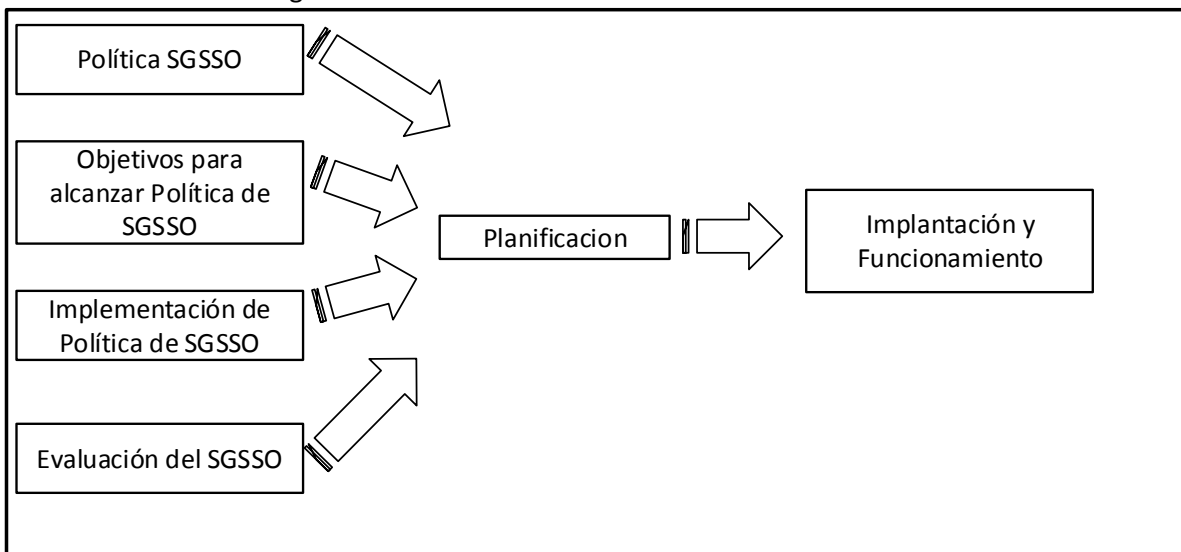 Política SGSSO
Objetivos para
alcanzar Política de
SGSSO
Implementación de
Política de SGSSO
Evaluación del SGSSO
Planificacion
Implantación y
Funcionamiento